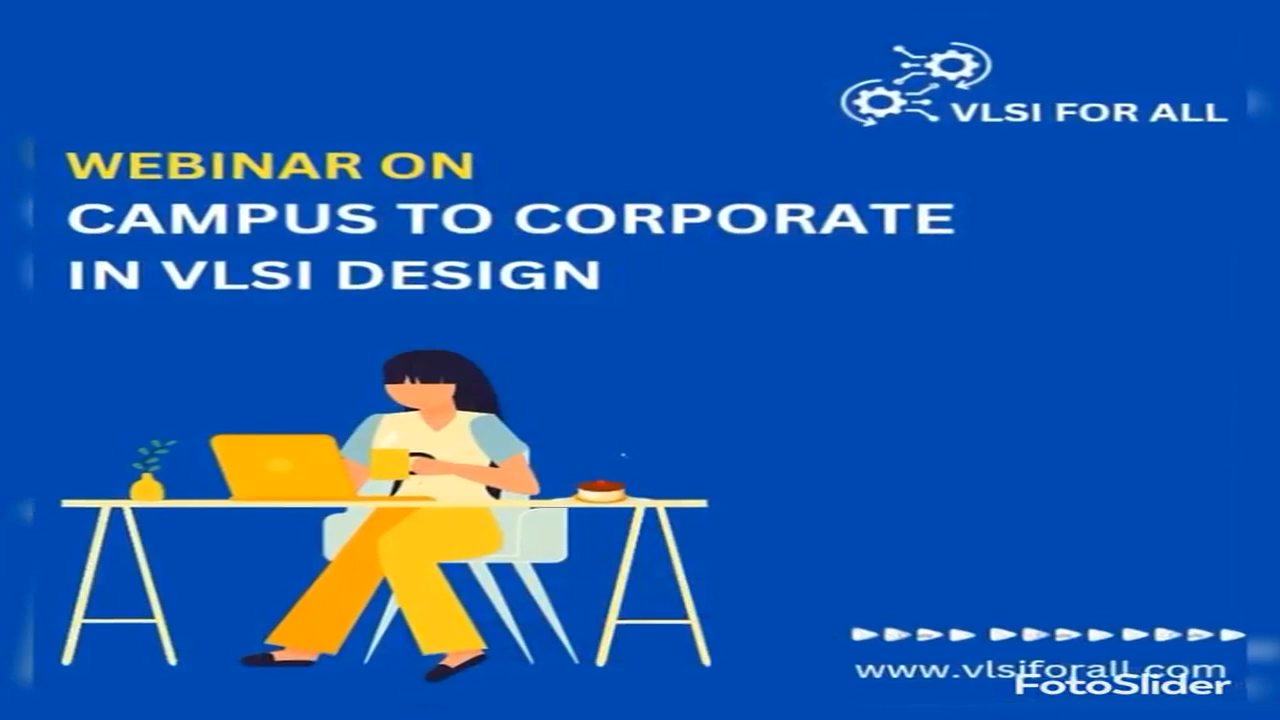 VLSI FOR ALL
WEBINAR ON
CAMPUS TO CORPORATE
IN VLSI DESIGN
www.vlsiforall.com
FotoSlider